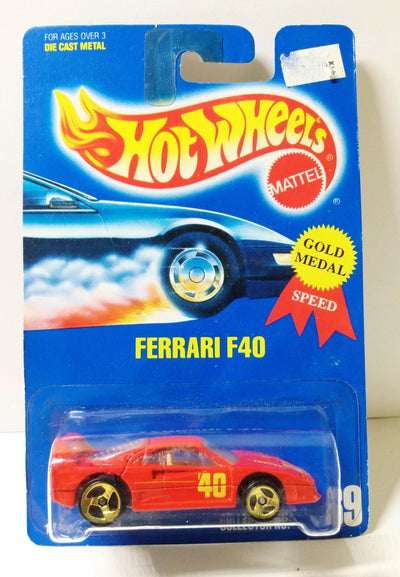 FOR AGES OVER 3
DIE CAST METAL
HOT WHEELS
®
MATTEL
®
GOLD
MEDAL
SPEED
FERRARI F40
40
COLLECTOR NO.